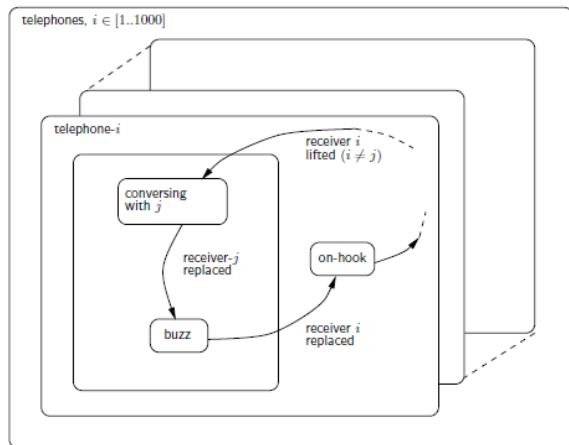 telephones, i ∈ [1..1000]
telephone-i
receiver i
lifted (i ≠ j)
conversing
with j
receiver-j
replaced
on-hook
buzz
receiver i
replaced